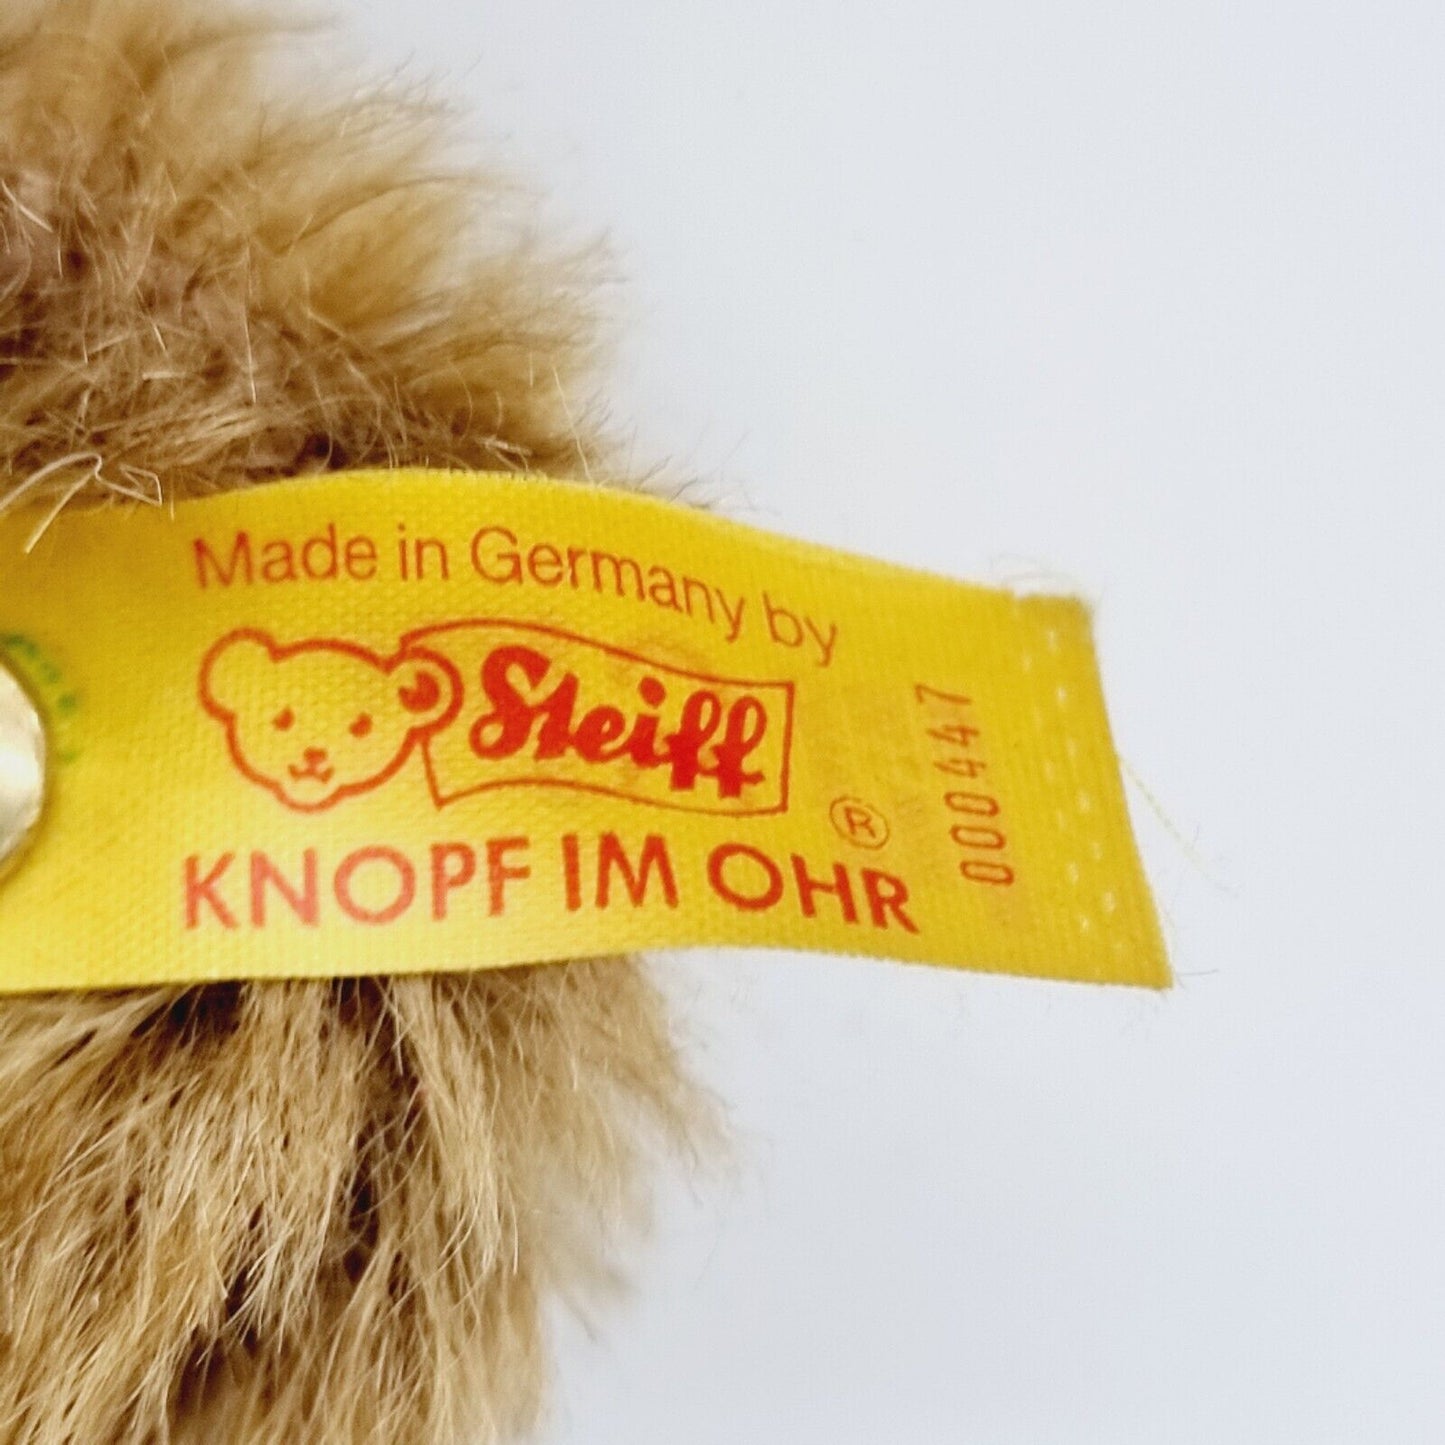 Made in Germany by
Steiff
®
KNOPF IM OHR
000447